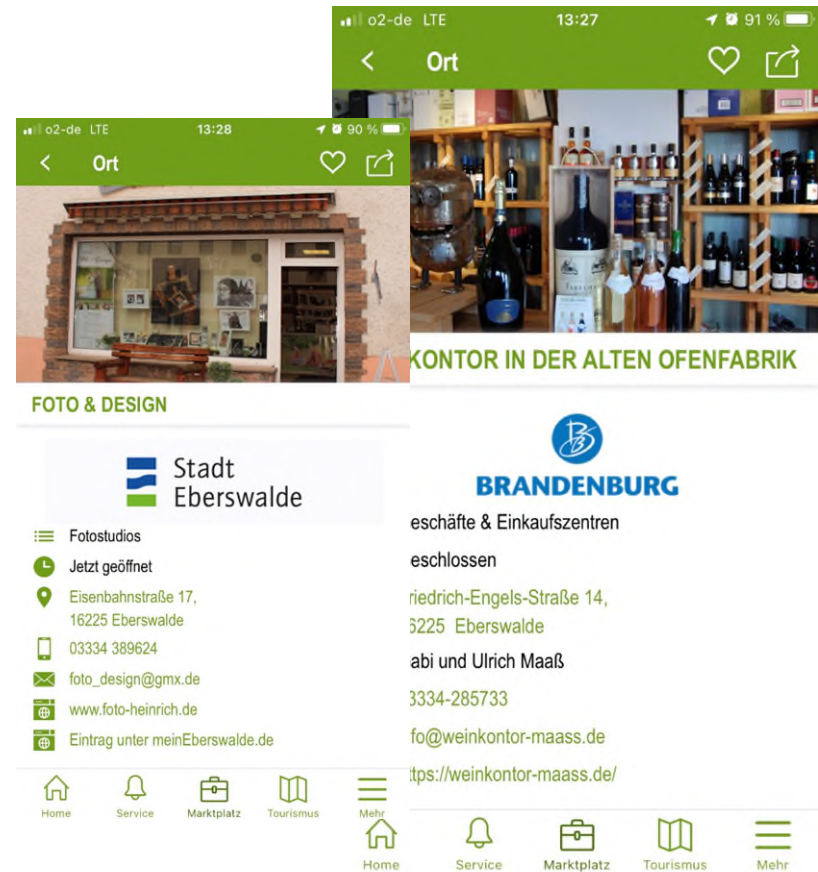 o2-de LTE 13:27 91 %
Ort
KONTOR IN DER ALTEN OFENFABRIK
BRANDENBURG
eschäfte & Einkaufszentren
eschlossen
riedrich-Engels-Straße 14,
6225 Eberswalde
abi und Ulrich Maaß
3334-285733
fo@weinkontor-maass.de
ttps://weinkontor-maass.de/
Home Service Marktplatz Tourismus Mehr
o2-de LTE 13:28 90 %
Ort
FOTO & DESIGN
Stadt
Eberswalde
Fotostudios
Jetzt geöffnet
Eisenbahnstraße 17,
16225 Eberswalde
03334 389624
foto_design@gmx.de
www.foto-heinrich.de
Eintrag unter meinEberswalde.de
Home Service Marktplatz Tourismus Mehr